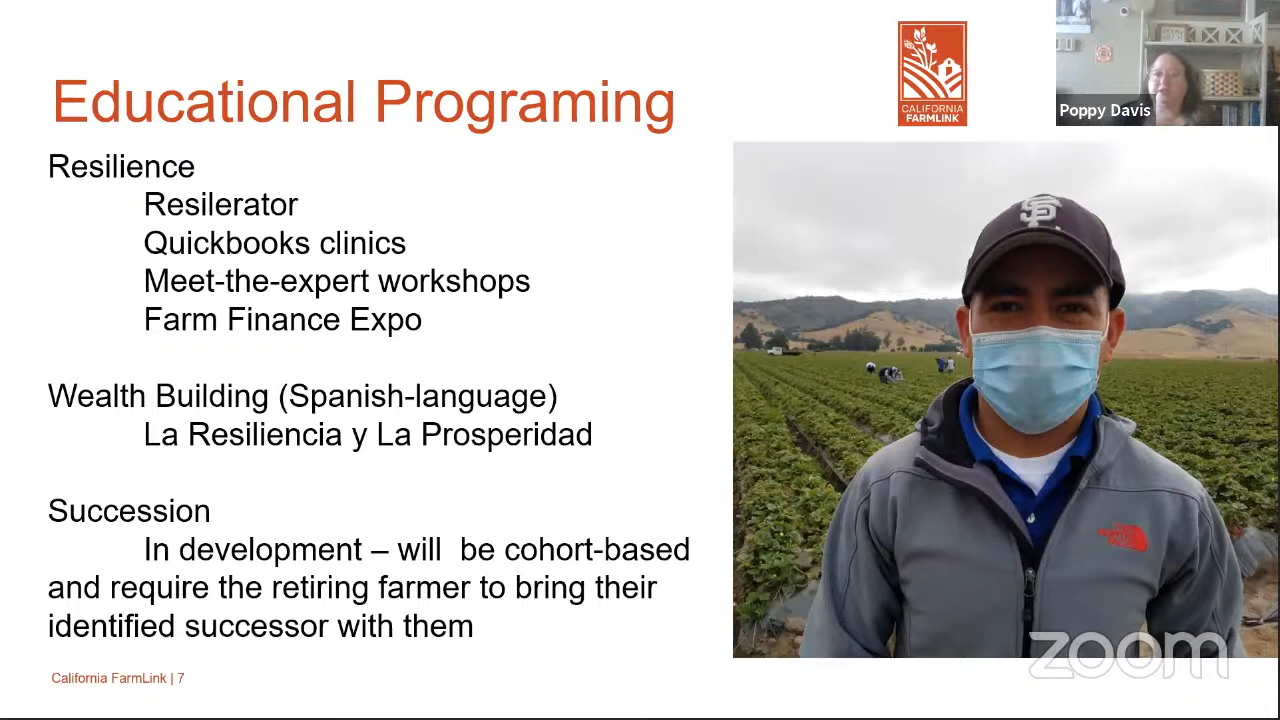 Educational Programing
CALIFORNIA
FARMLINK
Poppy Davis
Resilience
Resilerator
Quickbooks clinics
Meet-the-expert workshops
Farm Finance Expo
Wealth Building (Spanish-language)
La Resiliencia y La Prosperidad
Succession
In development – will  be cohort-based
and require the retiring farmer to bring their
identified successor with them
SF
zoom
California FarmLink | 7